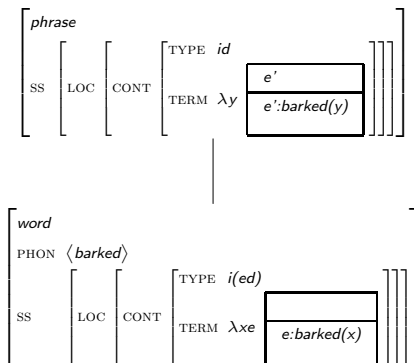 phrase
TYPE id
e'
SS LOC CONT
TERM λy
e':barked(y)
word
PHON ⟨barked⟩
TYPE i(ed)
SS LOC CONT
TERM λxe
e:barked(x)